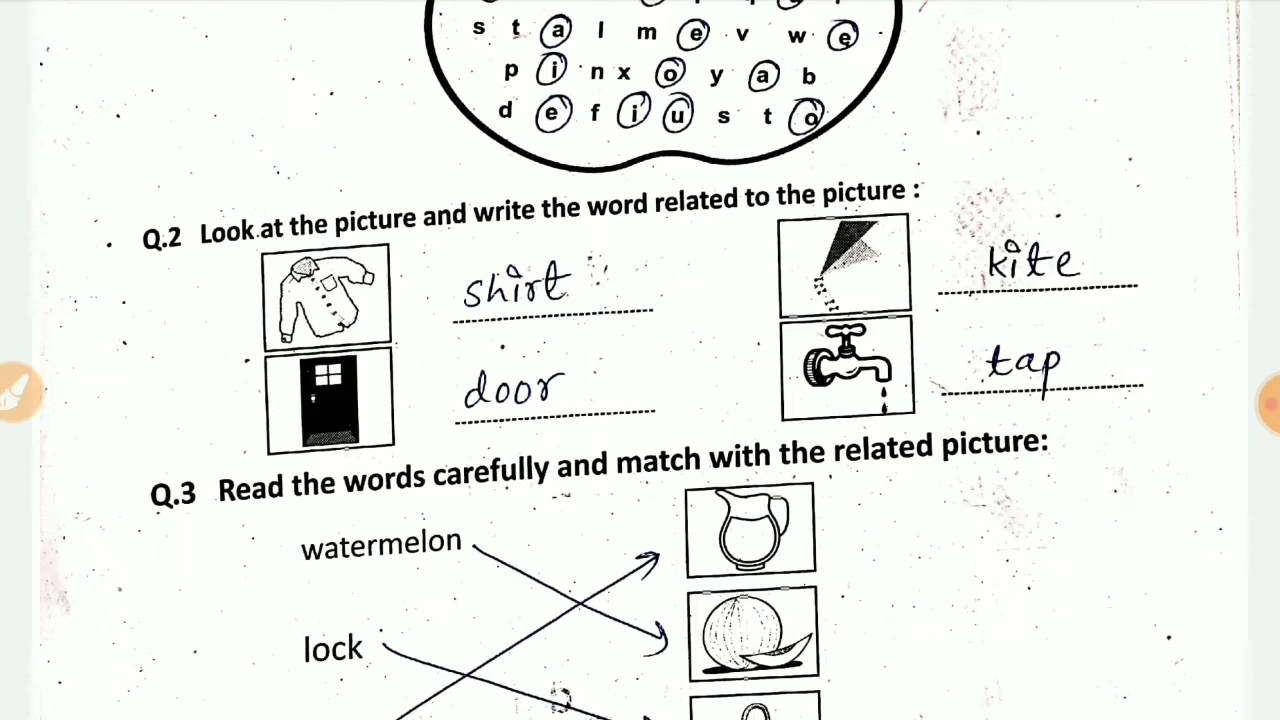 s t a l m e v w e
p i n x o y a b
d e f i u s t o
Q.2 Look at the picture and write the word related to the picture :
shirt
kite
door
tap
Q.3 Read the words carefully and match with the related picture:
watermelon
lock